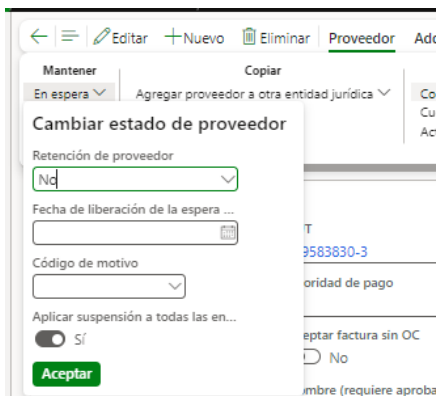 Editar Nuevo Eliminar Proveedor
Mantener Copiar
En espera Agregar proveedor a otra entidad jurídica
Cambiar estado de proveedor
Retención de proveedor
No
Fecha de liberación de la espera ...
9583830-3
Código de motivo
oridad de pago
Aplicar suspensión a todas las en...
Sí
eptar factura sin OC
No
Aceptar
mbre (requiere aproba